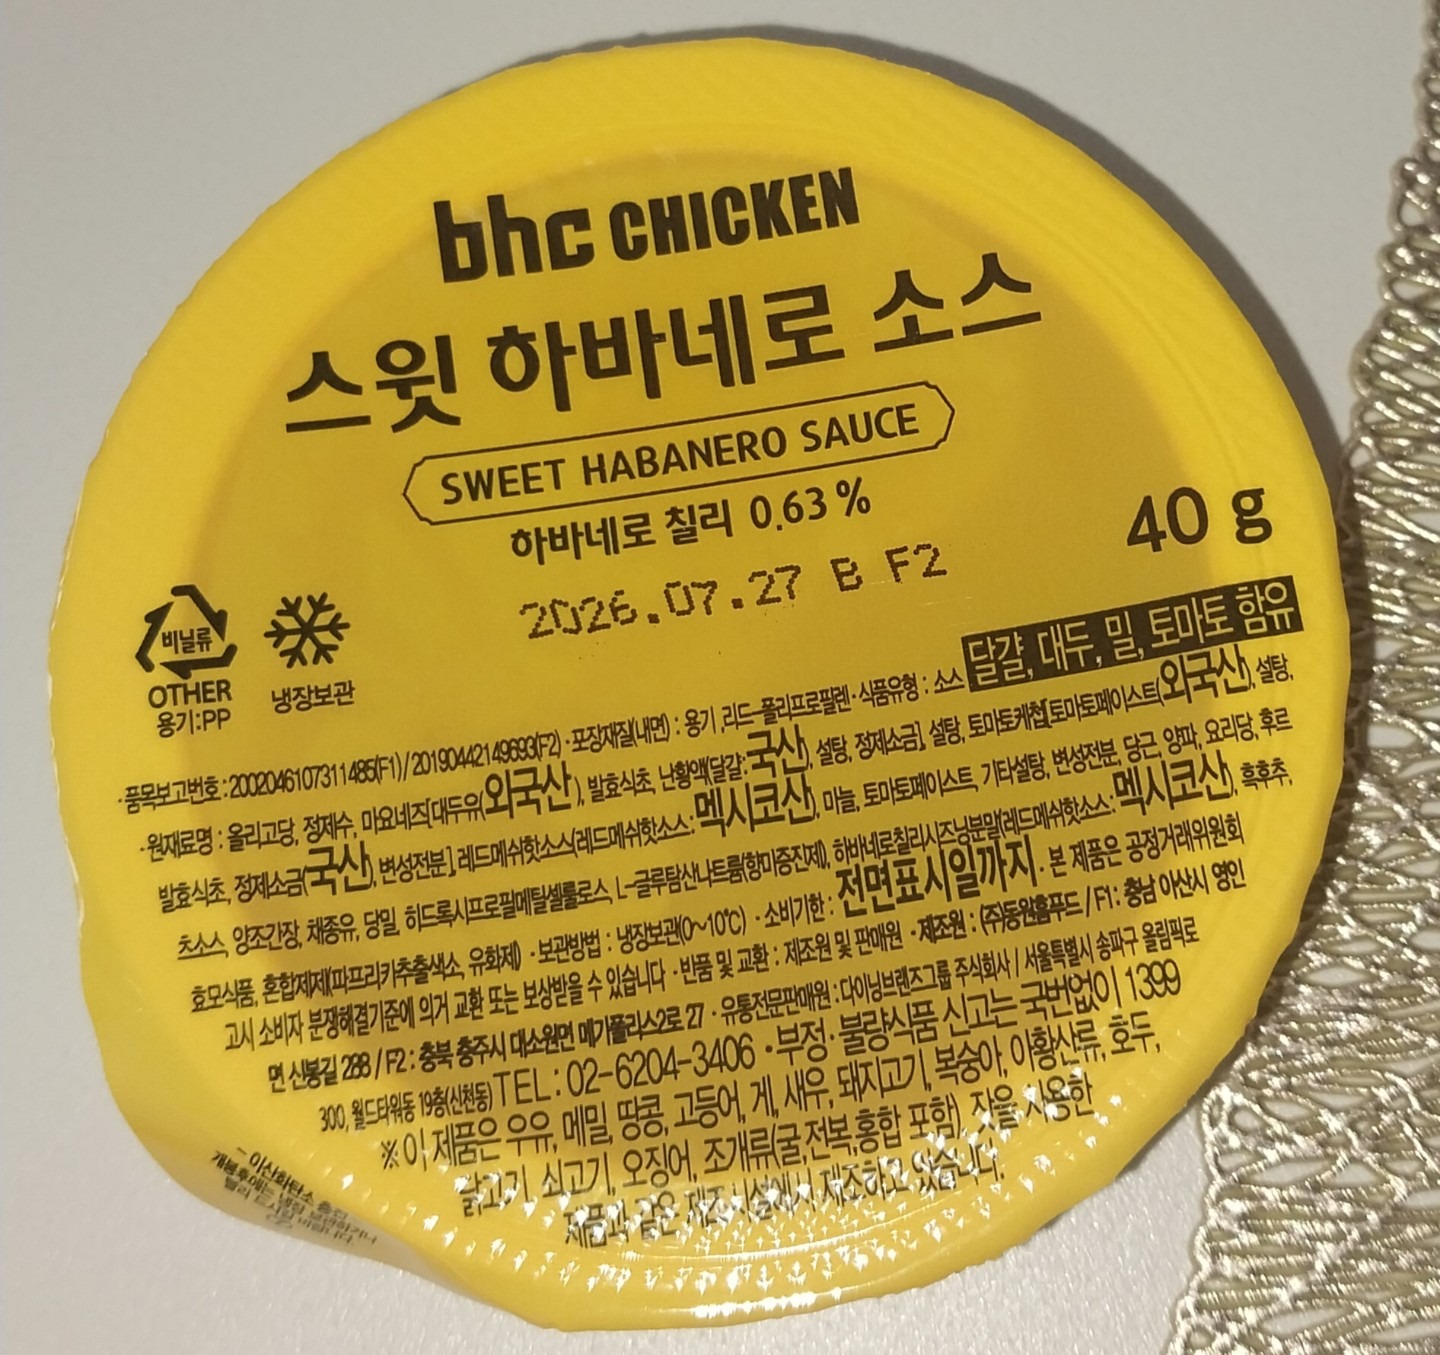 bhc CHICKEN
스윗 하바네로 소스
SWEET HABANERO SAUCE
하바네로 칠리 0.63 %
40 g
2026.07.27 B F2
비닐류
OTHER
용기:PP
냉장보관
달걀, 대두, 밀, 토마토 함유
·품목보고번호 : 2002046107311485(F1) / 20190442149693(F2) ·포장재질(내면) : 용기,리드-폴리프로필렌 ·식품유형 : 소스
·원재료명 : 올리고당, 정제수, 마요네즈[대두유(외국산), 발효식초, 난황액(달걀:국산), 설탕, 정제소금], 설탕, 토마토케첩[토마토페이스트(외국산), 설탕,
발효식초, 정제소금(국산), 변성전분], 레드메쉬핫소스(레드메쉬핫소스:멕시코산), 마늘, 토마토페이스트, 기타설탕, 변성전분, 당근, 양파, 요리당, 후르
츠소스, 양조간장, 채종유, 당밀, 히드록시프로필메틸셀룰로스, L-글루탐산나트륨(향미증진제), 하바네로칠리시즈닝분말(레드메쉬핫소스:멕시코산), 흑후추,
효모식품, 혼합제제(파프리카추출색소, 유화제) ·보관방법 : 냉장보관(0~10℃) ·소비기한 : 전면표시일까지 ·본 제품은 공정거래위원회
고시 소비자 분쟁해결기준에 의거 교환 또는 보상받을 수 있습니다 ·반품 및 교환 : 제조원 및 판매원 ·제조원 : (주)동원홈푸드 / F1 : 충남 아산시 영인
면 신봉길 288 / F2 : 충북 충주시 대소원면 메가폴리스2로 27 ·유통전문판매원 : 다이닝브랜즈그룹 주식회사 / 서울특별시 송파구 올림픽로
300, 월드타워동 19층(신천동) TEL : 02-6204-3406 ·부정·불량식품 신고는 국번없이 1399
※이 제품은 우유, 메밀, 땅콩, 고등어, 게, 새우, 돼지고기, 복숭아, 아황산류, 호두,
닭고기, 쇠고기, 오징어, 조개류(굴,전복,홍합 포함), 잣을 사용한
제품과 같은 제조시설에서 제조하고 있습니다.